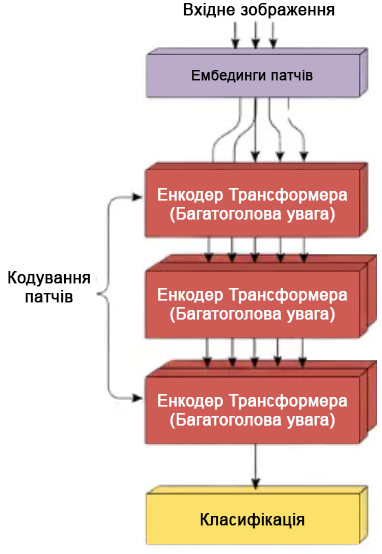 Вхідне зображення
Ембединги патчів
Енкодер Трансформера
(Багатоголова увага)
Кодування
патчів
Енкодер Трансформера
(Багатоголова увага)
Енкодер Трансформера
(Багатоголова увага)
Класифікація